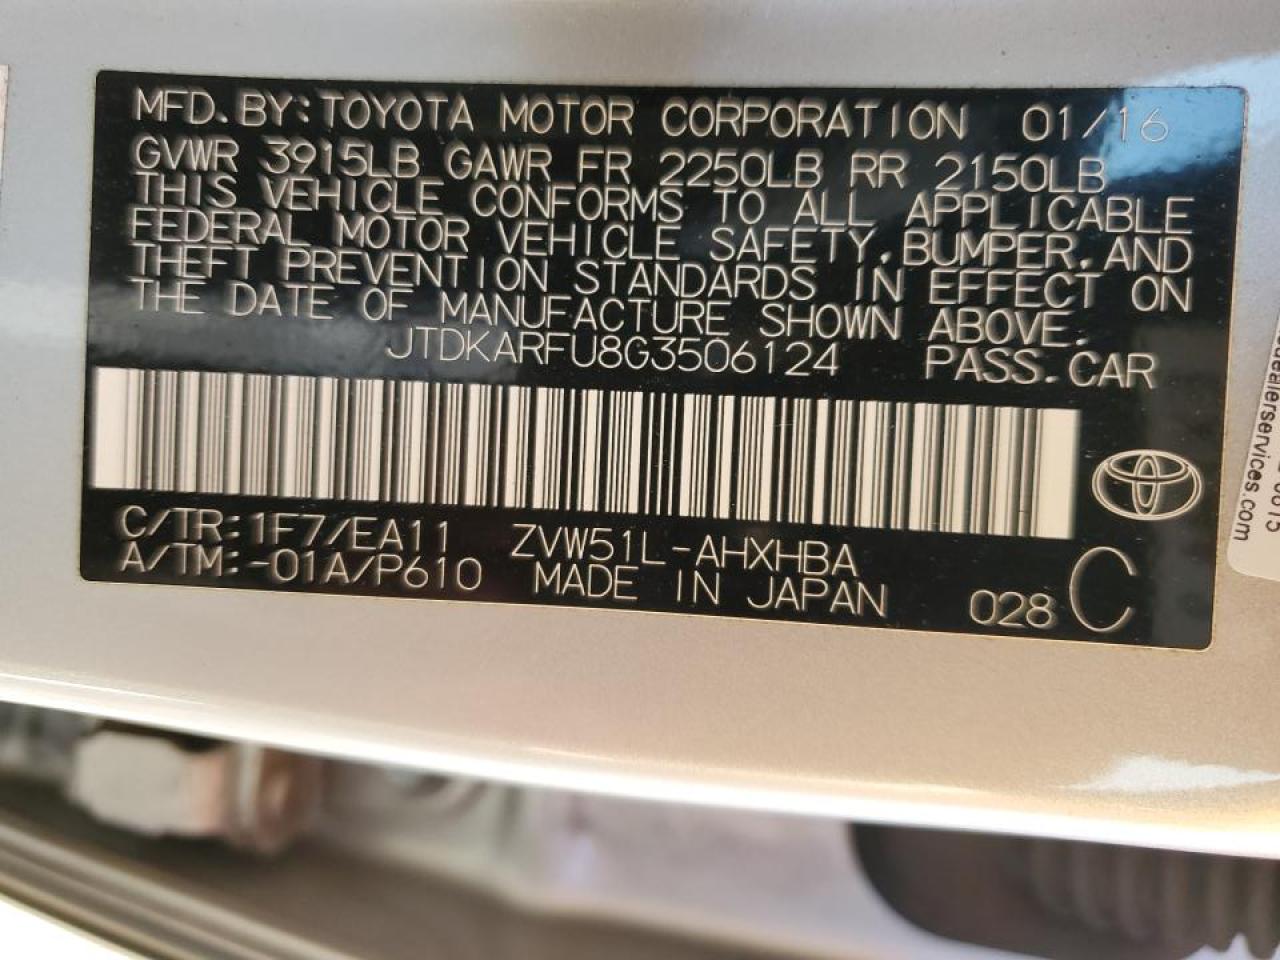 MFD. BY: TOYOTA MOTOR CORPORATION 01/16
GVWR 3915LB GAWR FR 2250LB RR 2150LB
THIS VEHICLE CONFORMS TO ALL APPLICABLE
FEDERAL MOTOR VEHICLE SAFETY, BUMPER, AND
THEFT PREVENTION STANDARDS IN EFFECT ON
THE DATE OF MANUFACTURE SHOWN ABOVE.
JTDKARFU8G3506124 PASS. CAR
C/TR: 1F7/EA11 ZVW51L-AHXHBA
A/TM: -01A/P610 MADE IN JAPAN 028 C